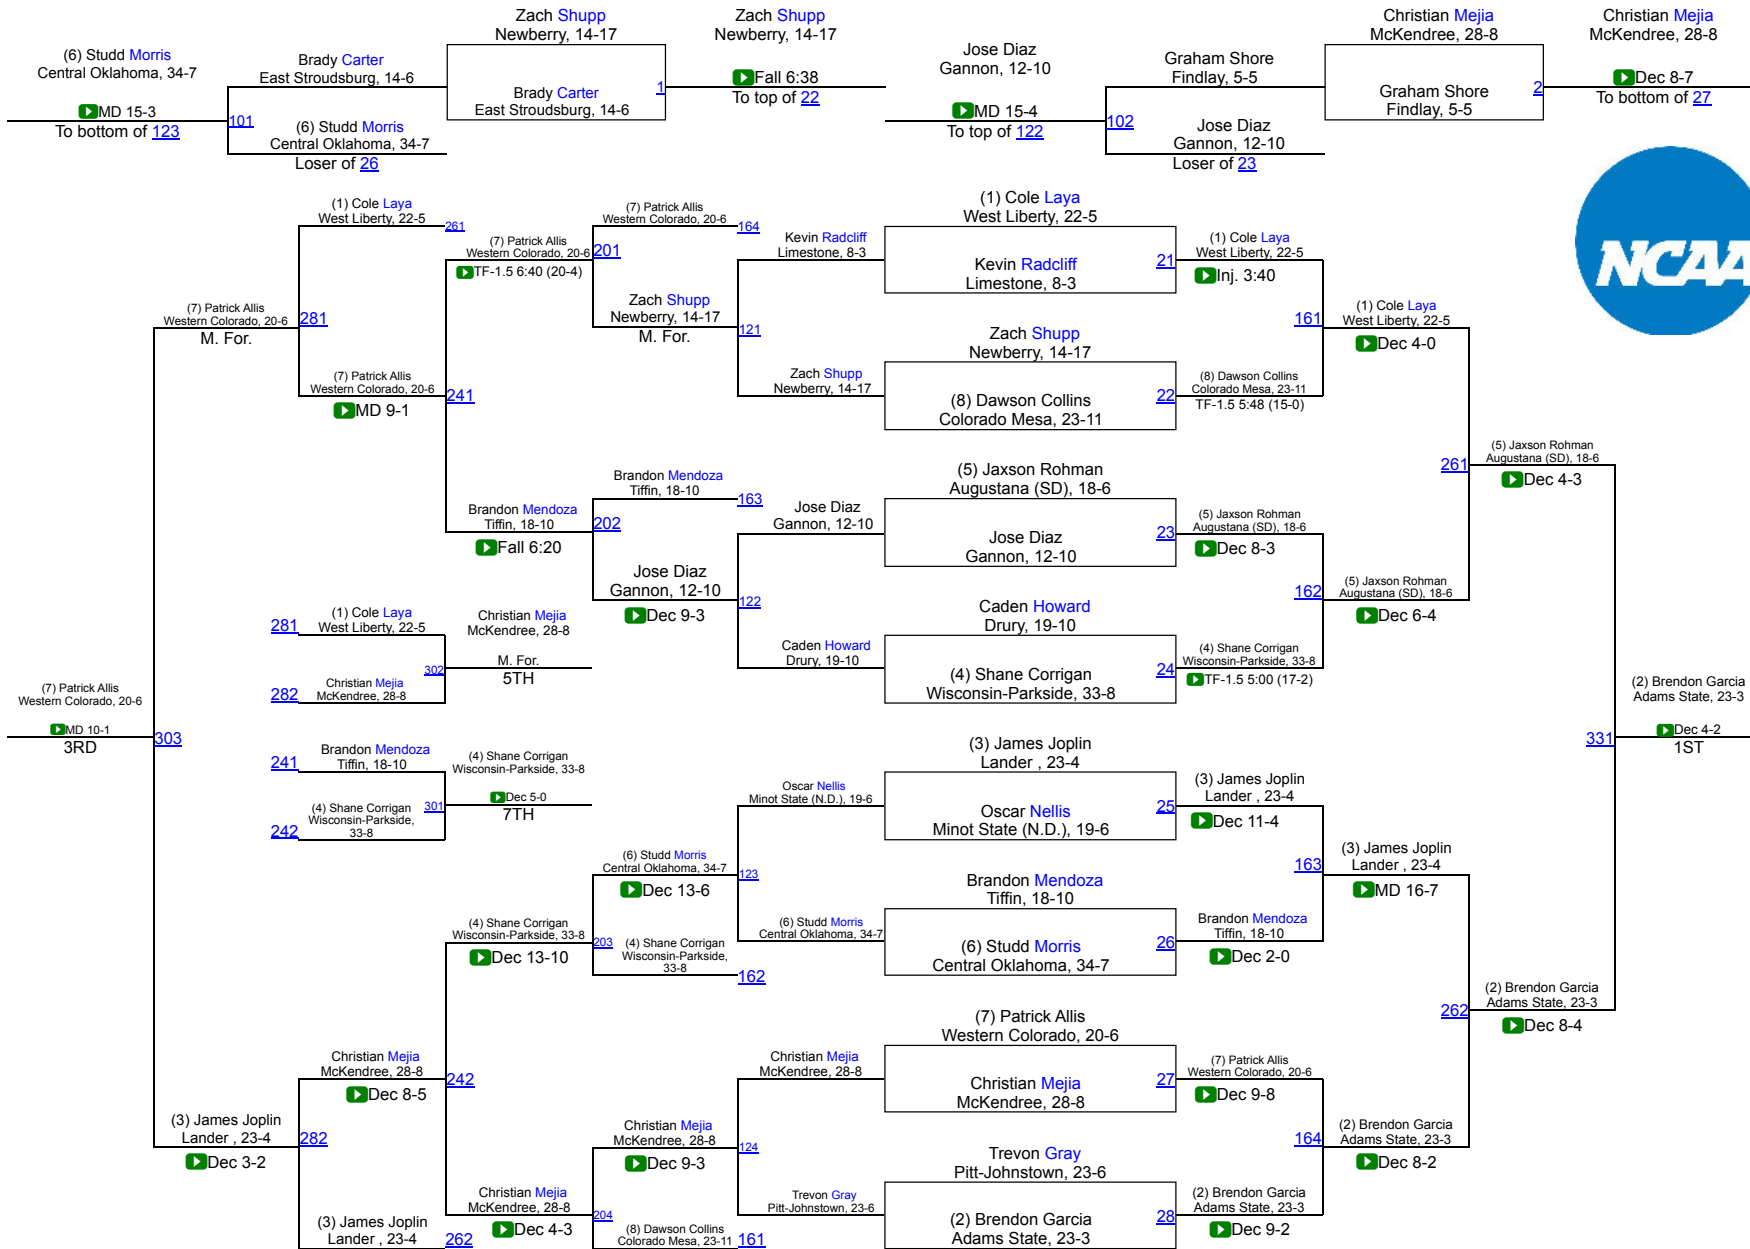 Zach Shupp
Newberry, 14-17
Zach Shupp
Newberry, 14-17
Christian Mejia
McKendree, 28-8
Christian Mejia
McKendree, 28-8
(6) Studd Morris
Central Oklahoma, 34-7
Brady Carter
East Stroudsburg, 14-6
Jose Diaz
Gannon, 12-10
Graham Shore
Findlay, 5-5
MD 15-3
To bottom of 123
101
Brady Carter
East Stroudsburg, 14-6
1
Fall 6:38
To top of 22
MD 15-4
To top of 122
102
Graham Shore
Findlay, 5-5
2
Dec 8-7
To bottom of 27
(6) Studd Morris
Central Oklahoma, 34-7
Loser of 26
Jose Diaz
Gannon, 12-10
Loser of 23
NCAA
(1) Cole Laya
West Liberty, 22-5
261
(7) Patrick Allis
Western Colorado, 20-6
164
(1) Cole Laya
West Liberty, 22-5
(7) Patrick Allis
Western Colorado, 20-6
TF-1.5 6:40 (20-4)
201
Kevin Radcliff
Limestone, 8-3
Kevin Radcliff
Limestone, 8-3
21
(1) Cole Laya
West Liberty, 22-5
Inj. 3:40
(7) Patrick Allis
Western Colorado, 20-6
M. For.
281
Zach Shupp
Newberry, 14-17
M. For.
121
Zach Shupp
Newberry, 14-17
161
(1) Cole Laya
West Liberty, 22-5
Dec 4-0
(7) Patrick Allis
Western Colorado, 20-6
MD 9-1
241
Zach Shupp
Newberry, 14-17
(8) Dawson Collins
Colorado Mesa, 23-11
22
(8) Dawson Collins
Colorado Mesa, 23-11
TF-1.5 5:48 (15-0)
Brandon Mendoza
Tiffin, 18-10
163
(5) Jaxson Rohman
Augustana (SD), 18-6
261
(5) Jaxson Rohman
Augustana (SD), 18-6
Dec 4-3
Brandon Mendoza
Tiffin, 18-10
Fall 6:20
202
Jose Diaz
Gannon, 12-10
Jose Diaz
Gannon, 12-10
23
(5) Jaxson Rohman
Augustana (SD), 18-6
Dec 8-3
Jose Diaz
Gannon, 12-10
Dec 9-3
122
Caden Howard
Drury, 19-10
162
(5) Jaxson Rohman
Augustana (SD), 18-6
Dec 6-4
281
(1) Cole Laya
West Liberty, 22-5
Christian Mejia
McKendree, 28-8
M. For.
5TH
302
282
Christian Mejia
McKendree, 28-8
Caden Howard
Drury, 19-10
(4) Shane Corrigan
Wisconsin-Parkside, 33-8
24
(4) Shane Corrigan
Wisconsin-Parkside, 33-8
TF-1.5 5:00 (17-2)
(7) Patrick Allis
Western Colorado, 20-6
MD 10-1
3RD
303
(2) Brendon Garcia
Adams State, 23-3
331
Dec 4-2
1ST
241
Brandon Mendoza
Tiffin, 18-10
(4) Shane Corrigan
Wisconsin-Parkside, 33-8
Dec 5-0
7TH
301
242
(4) Shane Corrigan
Wisconsin-Parkside,
33-8
(3) James Joplin
Lander , 23-4
Oscar Nellis
Minot State (N.D.), 19-6
Oscar Nellis
Minot State (N.D.), 19-6
25
(3) James Joplin
Lander , 23-4
Dec 11-4
(6) Studd Morris
Central Oklahoma, 34-7
Dec 13-6
123
Brandon Mendoza
Tiffin, 18-10
163
(3) James Joplin
Lander , 23-4
MD 16-7
(4) Shane Corrigan
Wisconsin-Parkside, 33-8
Dec 13-10
203
(4) Shane Corrigan
Wisconsin-Parkside,
33-8
162
(6) Studd Morris
Central Oklahoma, 34-7
(6) Studd Morris
Central Oklahoma, 34-7
26
Brandon Mendoza
Tiffin, 18-10
Dec 2-0
262
(2) Brendon Garcia
Adams State, 23-3
Dec 8-4
(7) Patrick Allis
Western Colorado, 20-6
Christian Mejia
McKendree, 28-8
Dec 8-5
242
Christian Mejia
McKendree, 28-8
Christian Mejia
McKendree, 28-8
27
(7) Patrick Allis
Western Colorado, 20-6
Dec 9-8
(3) James Joplin
Lander , 23-4
Dec 3-2
282
Christian Mejia
McKendree, 28-8
Dec 9-3
124
Trevon Gray
Pitt-Johnstown, 23-6
164
(2) Brendon Garcia
Adams State, 23-3
Dec 8-2
(3) James Joplin
Lander , 23-4
262
Christian Mejia
McKendree, 28-8
Dec 4-3
204
(8) Dawson Collins
Colorado Mesa, 23-11
161
Trevon Gray
Pitt-Johnstown, 23-6
(2) Brendon Garcia
Adams State, 23-3
28
(2) Brendon Garcia
Adams State, 23-3
Dec 9-2